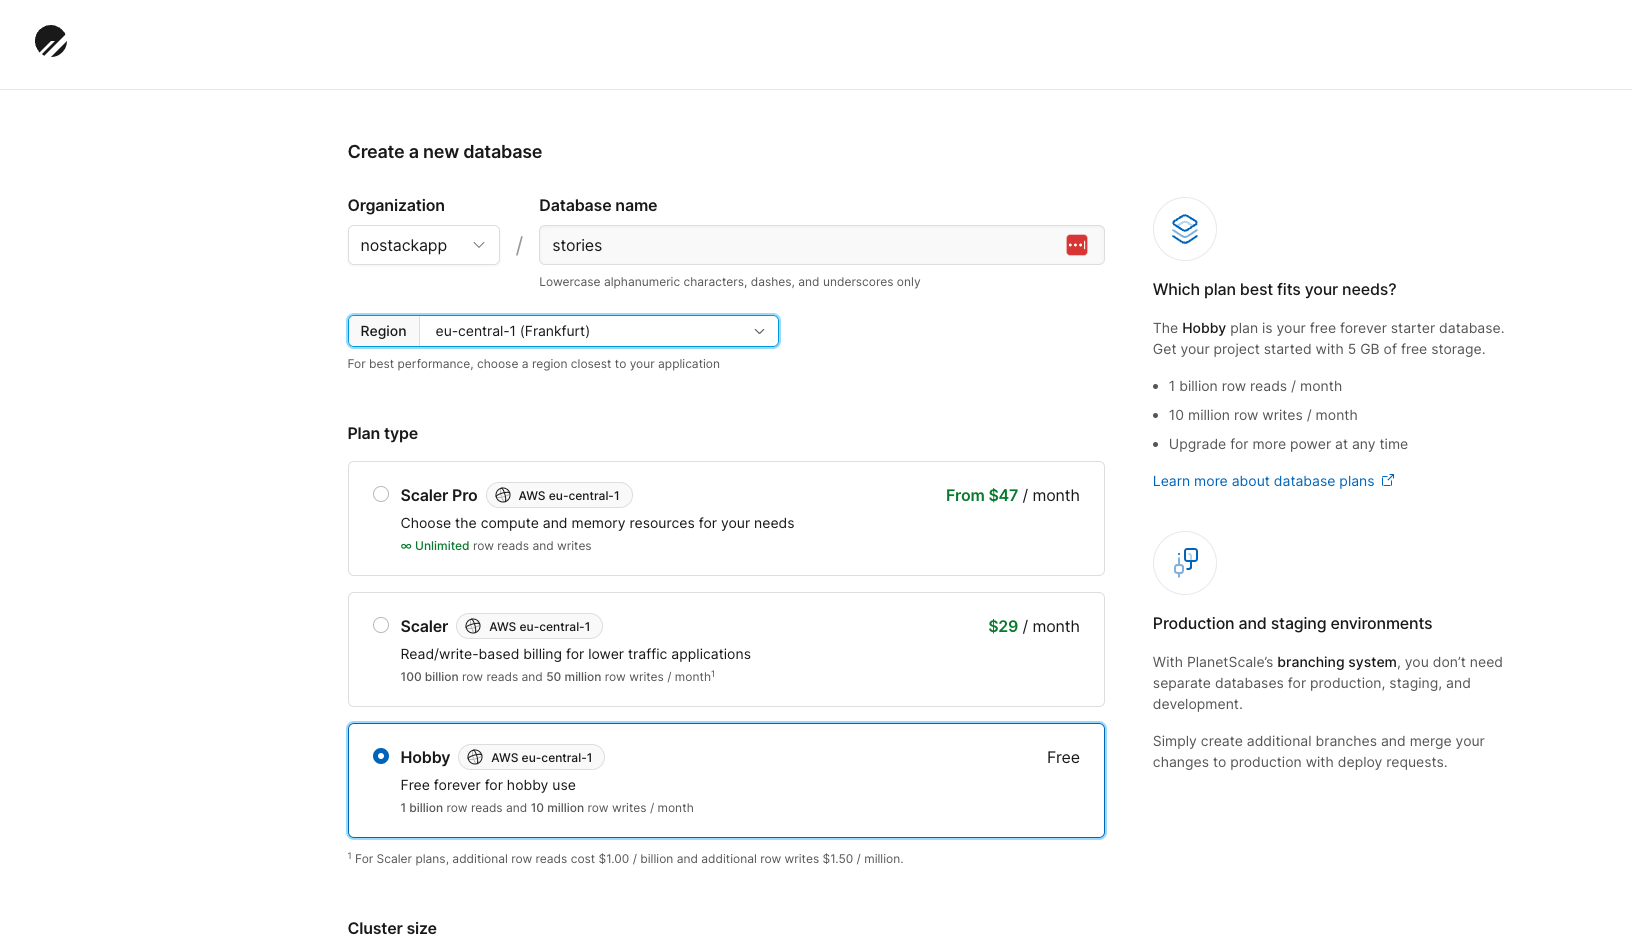 Create a new database
Organization
nostackapp
/
Database name
stories
Lowercase alphanumeric characters, dashes, and underscores only
Region eu-central-1 (Frankfurt)
For best performance, choose a region closest to your application
Plan type
Scaler Pro AWS eu-central-1 From $47 / month
Choose the compute and memory resources for your needs
∞ Unlimited row reads and writes
Scaler AWS eu-central-1 $29 / month
Read/write-based billing for lower traffic applications
100 billion row reads and 50 million row writes / month¹
Hobby AWS eu-central-1 Free
Free forever for hobby use
1 billion row reads and 10 million row writes / month
¹ For Scaler plans, additional row reads cost $1.00 / billion and additional row writes $1.50 / million.
Cluster size
Which plan best fits your needs?
The Hobby plan is your free forever starter database.
Get your project started with 5 GB of free storage.
• 1 billion row reads / month
• 10 million row writes / month
• Upgrade for more power at any time
Learn more about database plans
Production and staging environments
With PlanetScale’s branching system, you don’t need
separate databases for production, staging, and
development.
Simply create additional branches and merge your
changes to production with deploy requests.